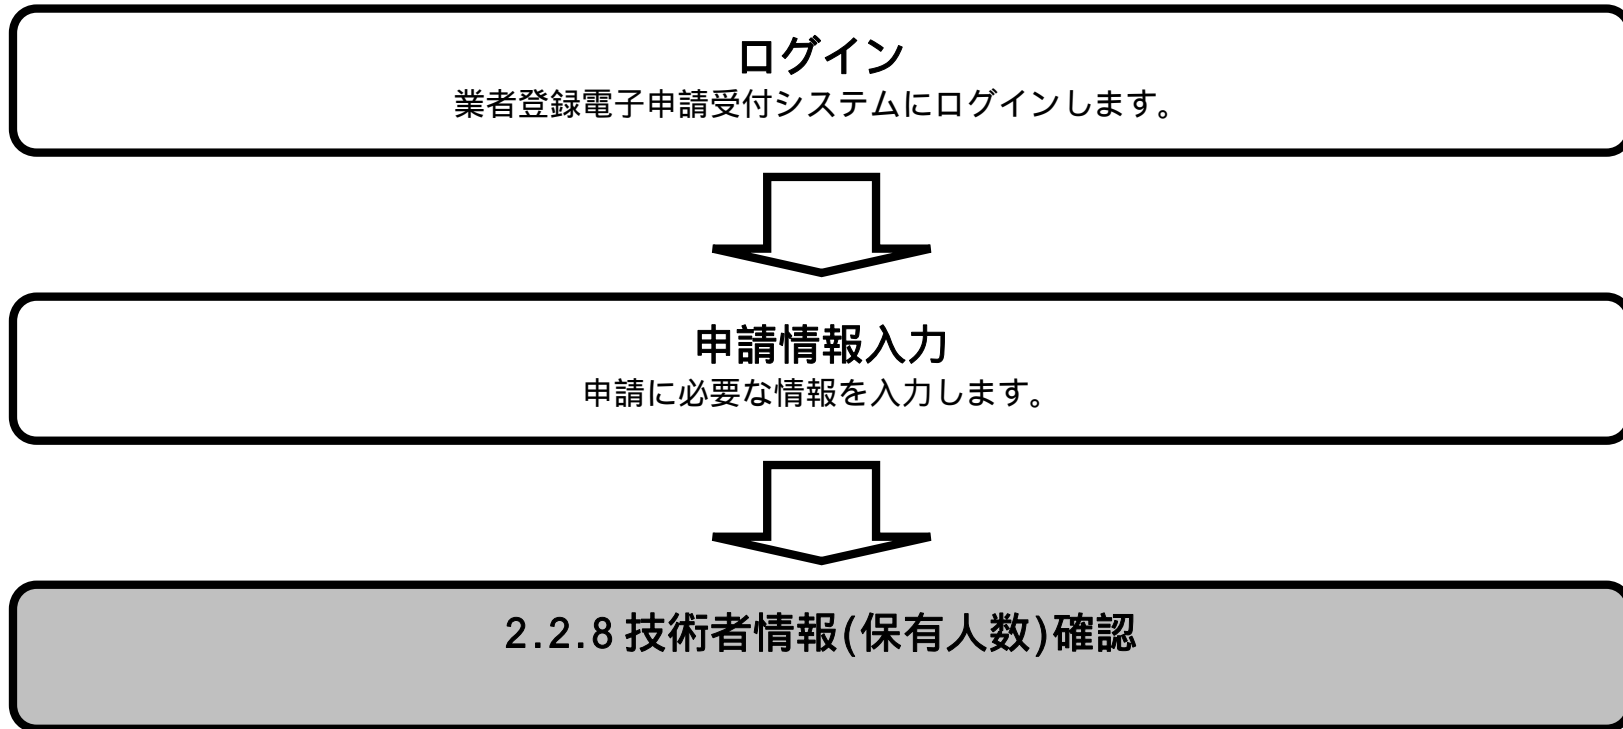 ログイン
業者登録電子申請受付システムにログインします。
申請情報入力
申請に必要な情報を入力します。
2.2.8 技術者情報(保有人数)確認